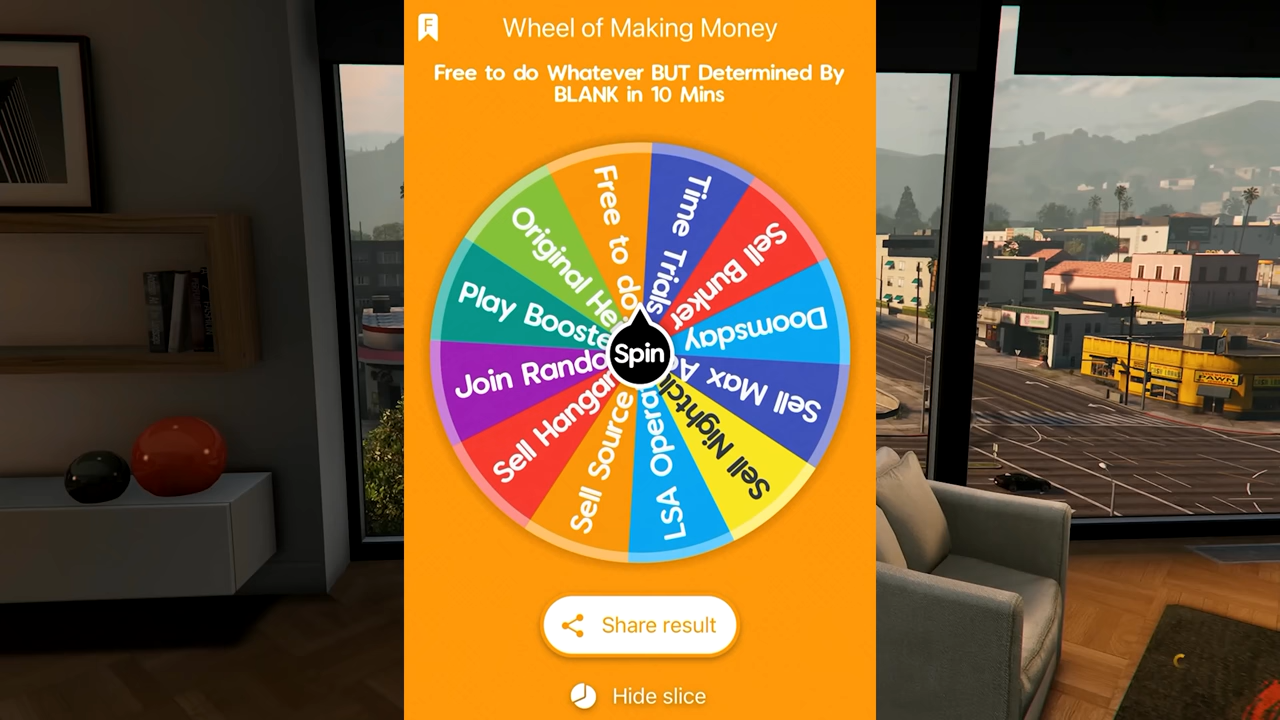 F
Wheel of Making Money
Free to do Whatever BUT Determined By
BLANK in 10 Mins
Free to do
Time Trials
Sell Bunker
Doomsday
Sell Max
Sell Nightcl
LSA Opera
Sell Source
Sell Hangar
Join Rando
Play Booste
Original He
Spin
Share result
Hide slice
PAWN